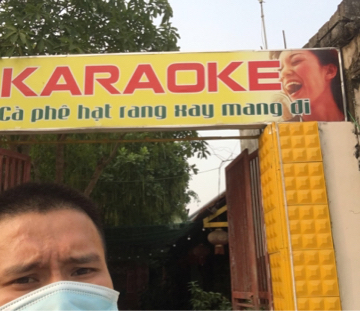 KARAOKE
Cà phê hạt rang xay mang đi